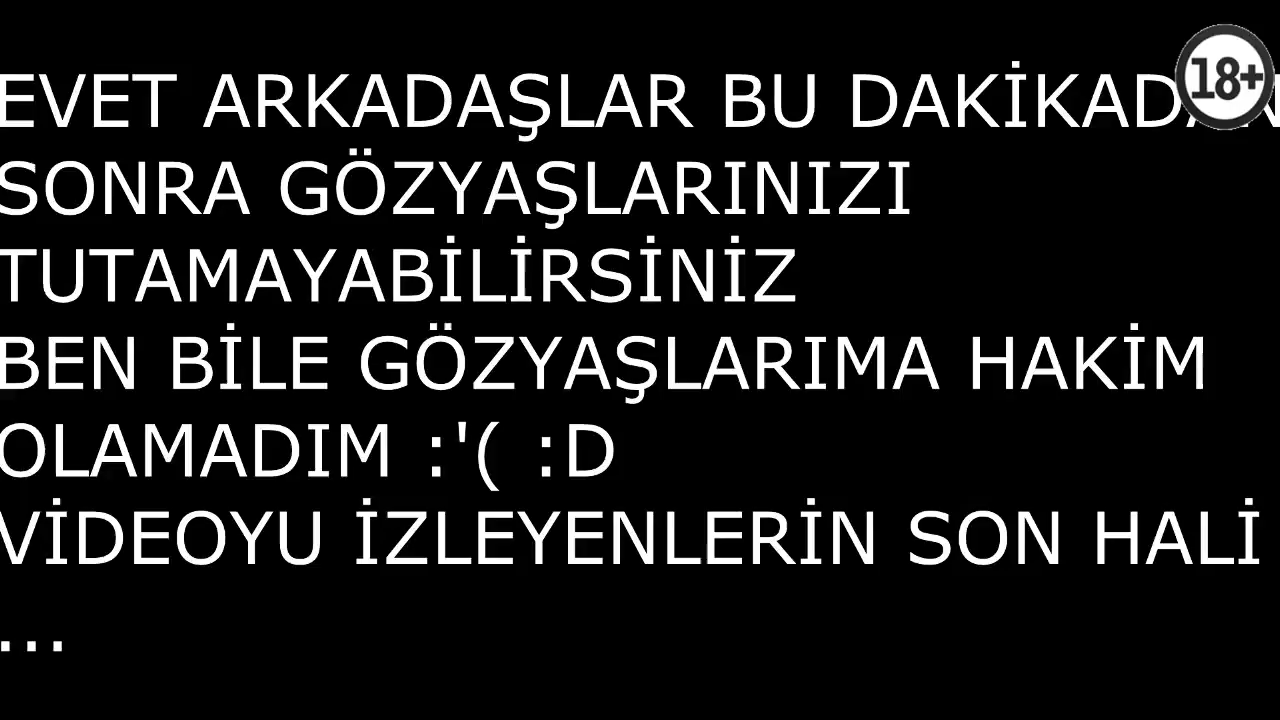 EVET ARKADAŞLAR BU DAKİKADAN
SONRA GÖZYAŞLARINIZI
TUTAMAYABİLİRSİNİZ
BEN BİLE GÖZYAŞLARIMA HAKİM
OLAMADIM :'( :D
VİDEOYU İZLEYENLERİN SON HALİ
...
18+